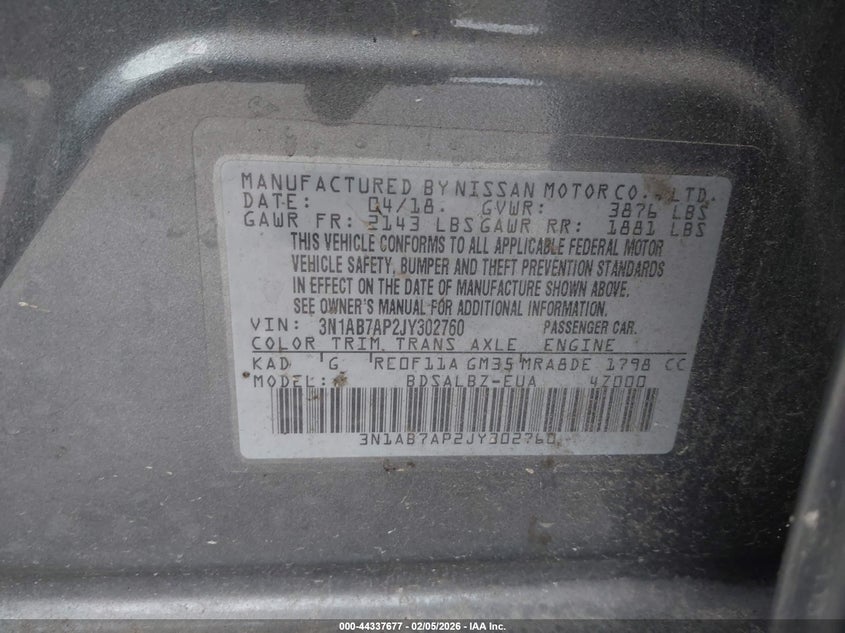 MANUFACTURED BY NISSAN MOTOR CO., LTD.
DATE: 04/18. GVWR: 3876 LBS
GAWR FR: 2143 LBS GAWR RR: 1881 LBS
THIS VEHICLE CONFORMS TO ALL APPLICABLE FEDERAL MOTOR
VEHICLE SAFETY, BUMPER AND THEFT PREVENTION STANDARDS
IN EFFECT ON THE DATE OF MANUFACTURE SHOWN ABOVE.
SEE OWNER'S MANUAL FOR ADDITIONAL INFORMATION.
VIN: 3N1AB7AP2JY302760 PASSENGER CAR.
COLOR TRIM TRANS AXLE ENGINE
KAD G RE0F11A GM35 MRA8DE 1798 CC
MODEL: BDSALBZ-EUA 47000
3N1AB7AP2JY302760
000-44337677 - 02/05/2026 - IAA Inc.